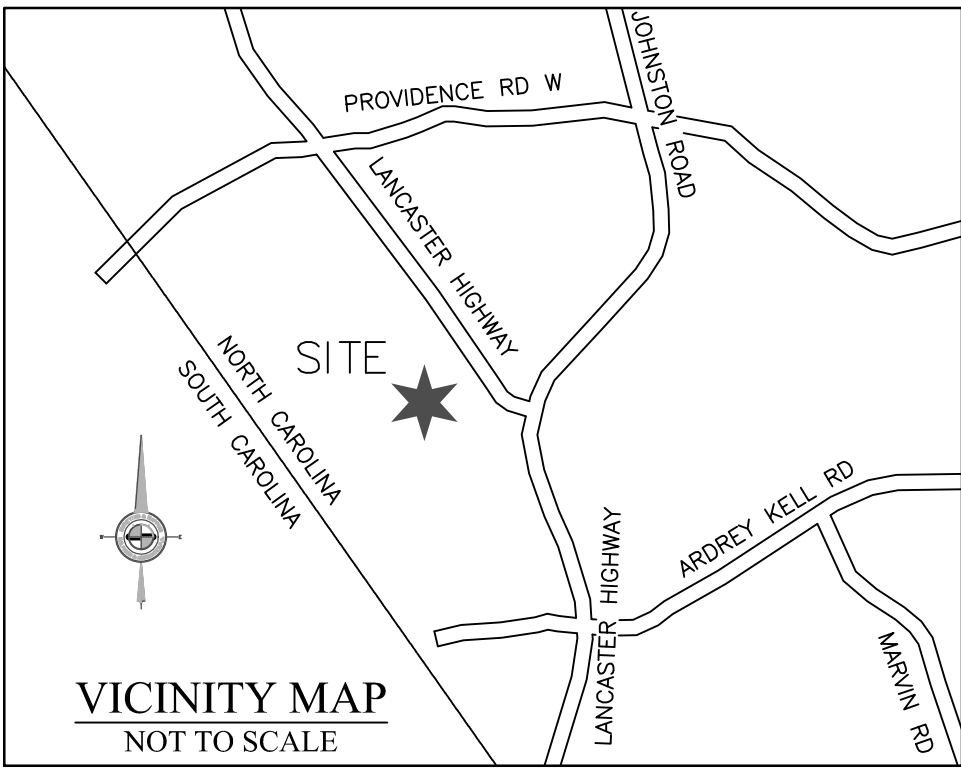 JOHNSTON ROAD
PROVIDENCE RD W
LANCASTER HIGHWAY
SITE
NORTH CAROLINA
SOUTH CAROLINA
ARDREY KELL RD
LANCASTER HIGHWAY
MARVIN RD
VICINITY MAP
NOT TO SCALE